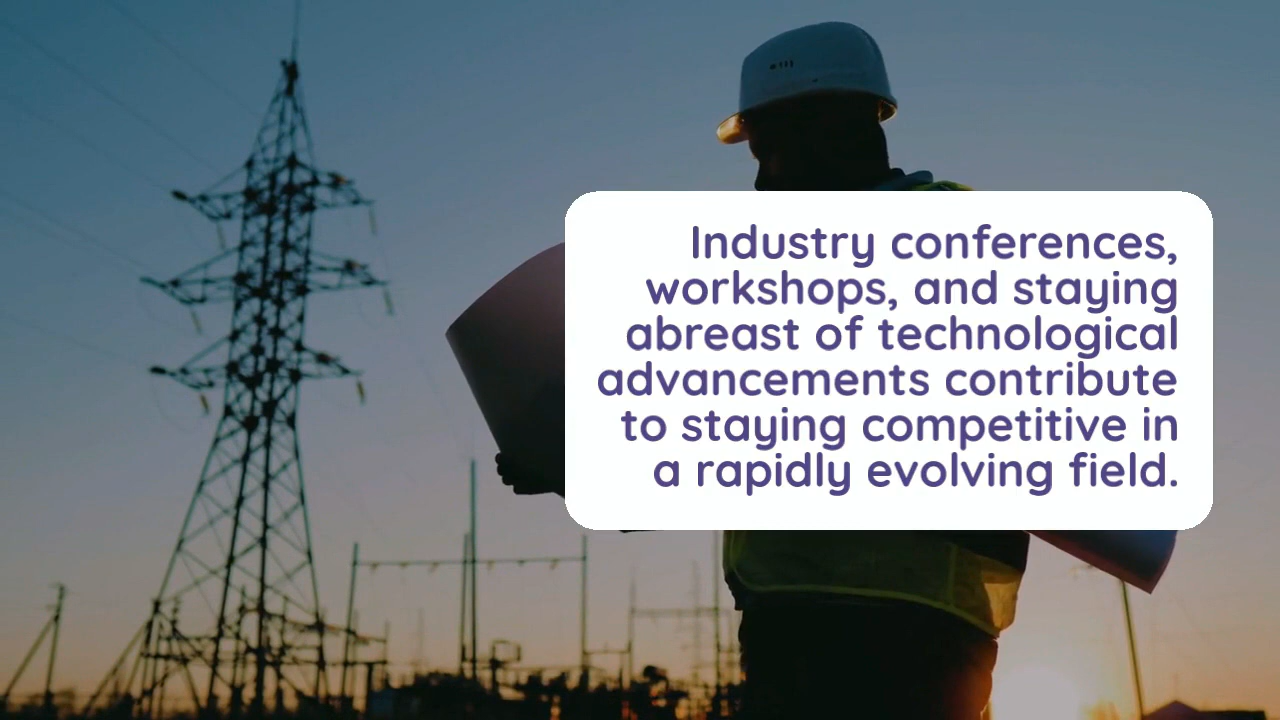 Industry conferences,
workshops, and staying
abreast of technological
advancements contribute
to staying competitive in
a rapidly evolving field.